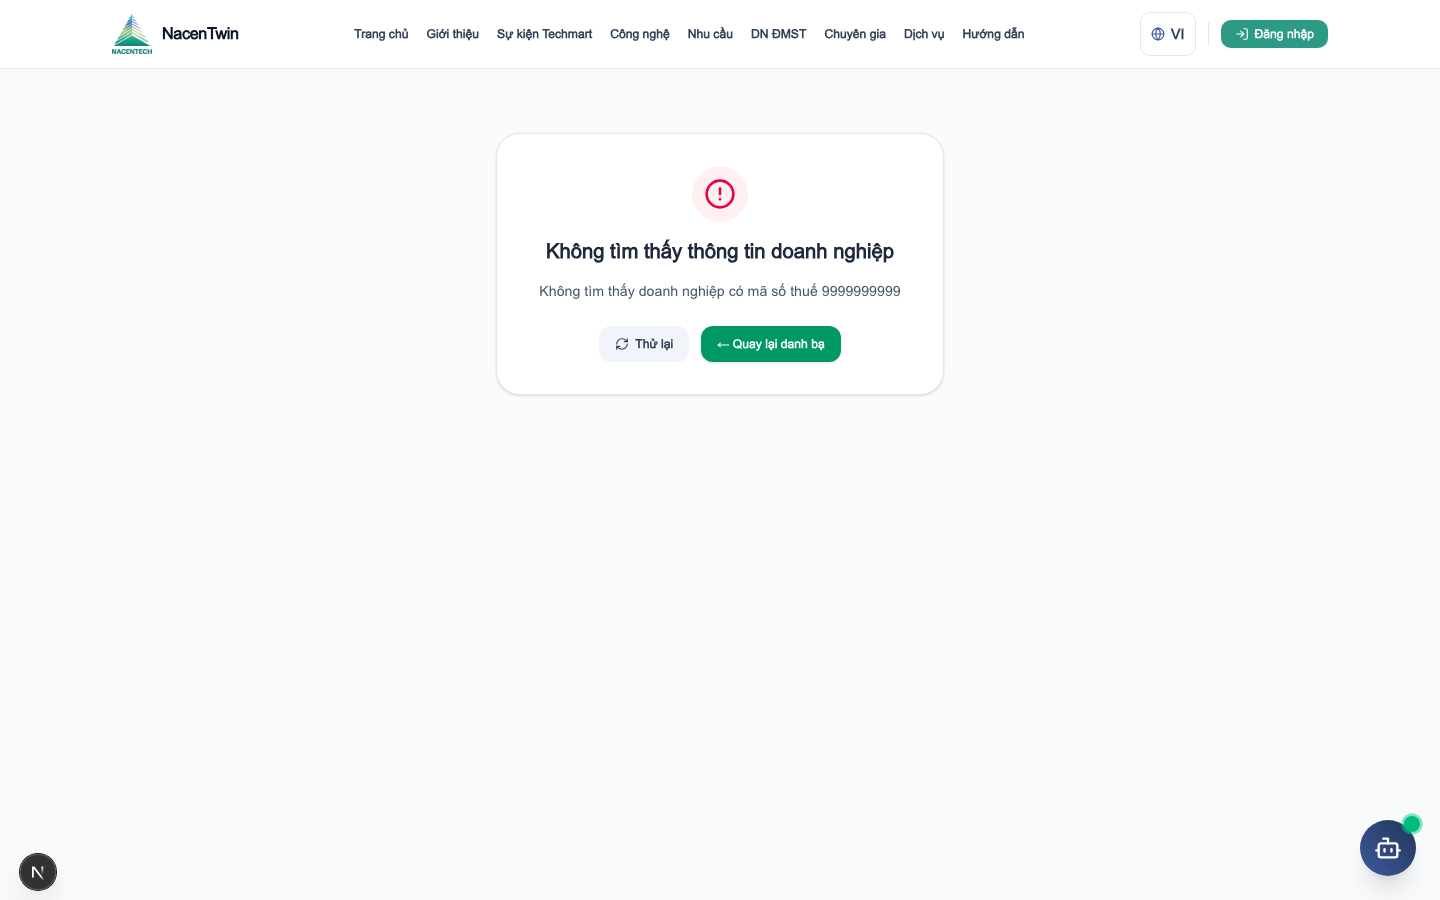 NACENTECH
NacenTwin
Trang chủ
Giới thiệu
Sự kiện Techmart
Công nghệ
Nhu cầu
DN ĐMST
Chuyên gia
Dịch vụ
Hướng dẫn
VI
Đăng nhập
Không tìm thấy thông tin doanh nghiệp
Không tìm thấy doanh nghiệp có mã số thuế 9999999999
Thử lại
← Quay lại danh bạ
N